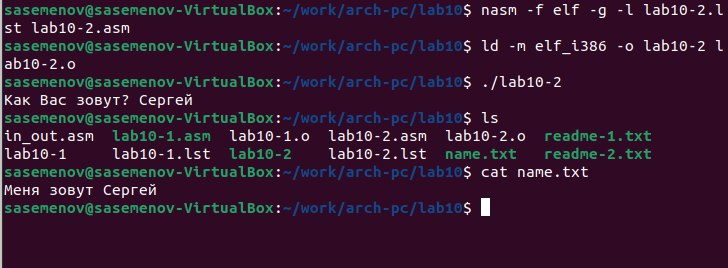 sasemenov@sasemenov-VirtualBox:~/work/arch-pc/lab10$ nasm -f elf -g -l lab10-2.l
st lab10-2.asm
sasemenov@sasemenov-VirtualBox:~/work/arch-pc/lab10$ ld -m elf_i386 -o lab10-2 l
ab10-2.o
sasemenov@sasemenov-VirtualBox:~/work/arch-pc/lab10$ ./lab10-2
Как Вас зовут? Сергей
sasemenov@sasemenov-VirtualBox:~/work/arch-pc/lab10$ ls
in_out.asm  lab10-1.asm  lab10-1.o  lab10-2.asm  lab10-2.o  readme-1.txt
lab10-1  lab10-1.lst  lab10-2  lab10-2.lst  name.txt  readme-2.txt
sasemenov@sasemenov-VirtualBox:~/work/arch-pc/lab10$ cat name.txt
Меня зовут Сергей
sasemenov@sasemenov-VirtualBox:~/work/arch-pc/lab10$